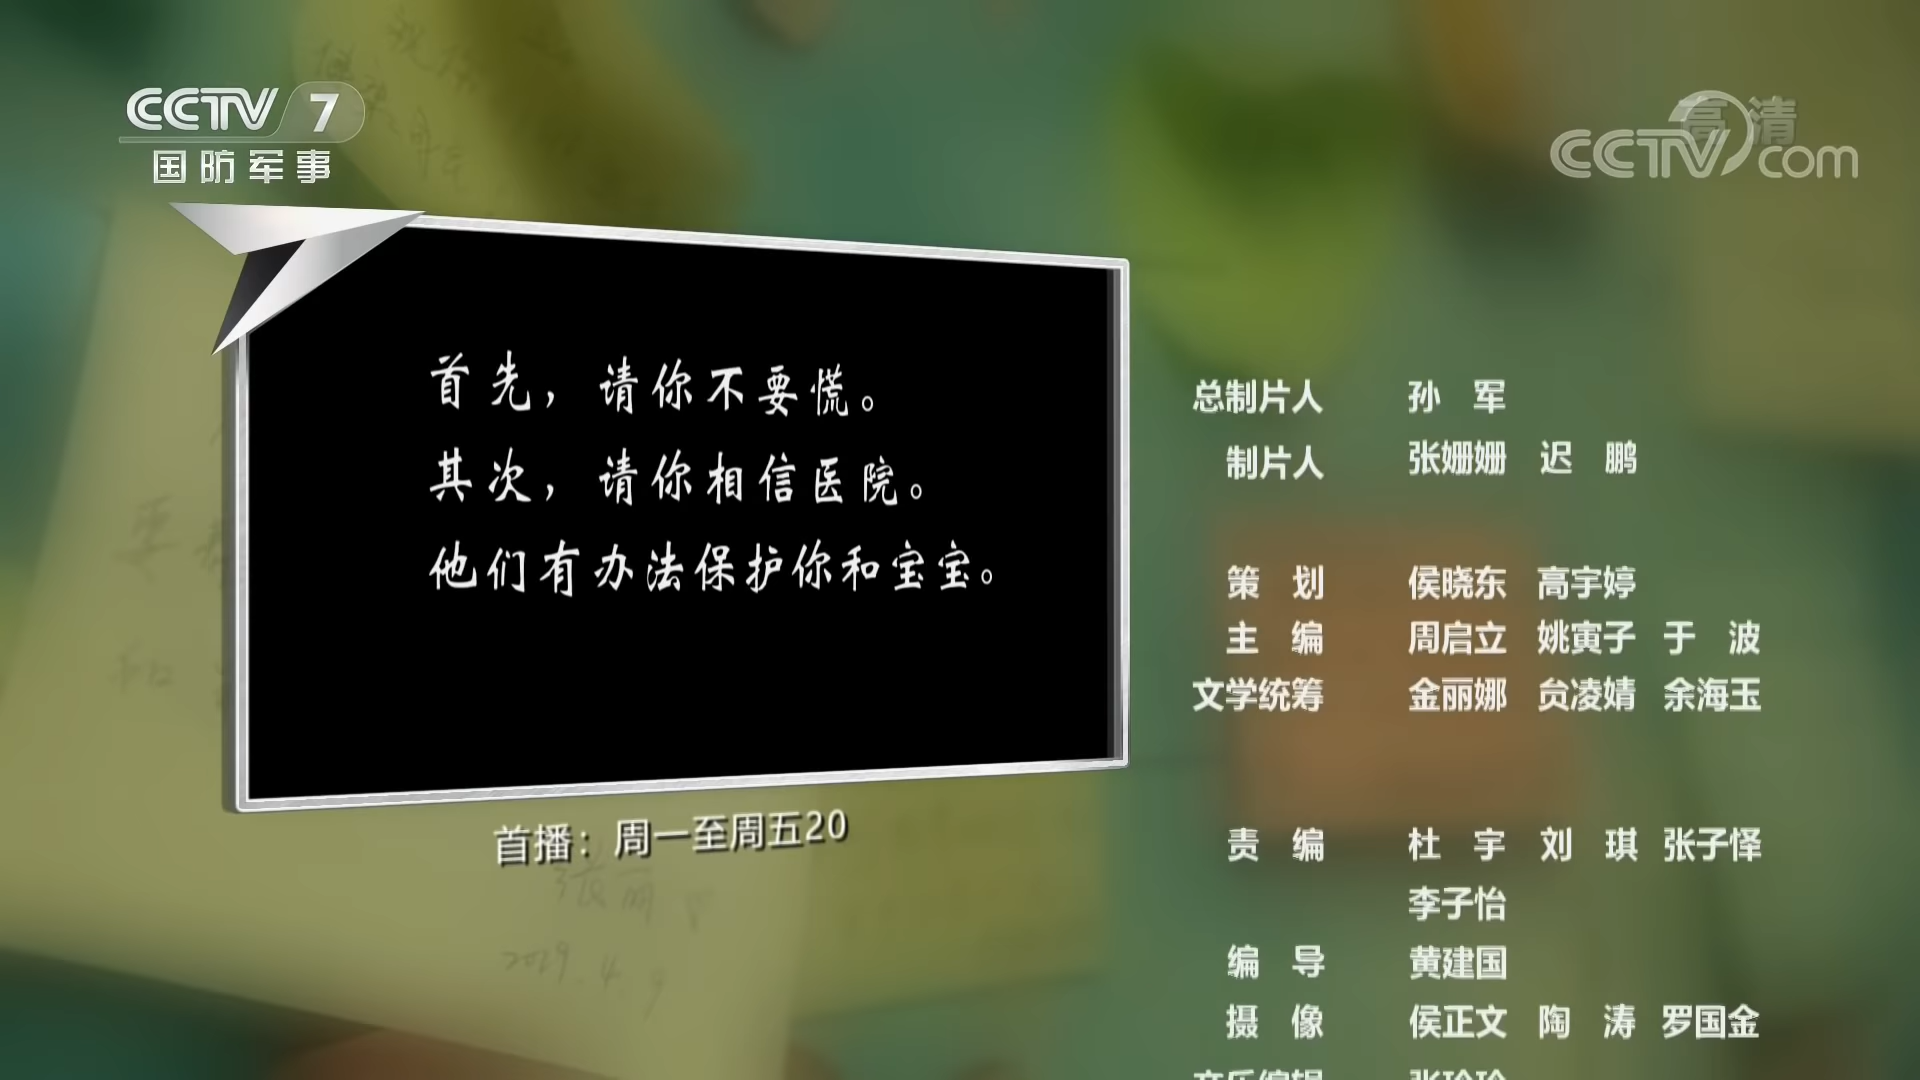 CCTV 7
国防军事
高清
CCTV.com
首先，请你不要慌。
其次，请你相信医院。
他们有办法保护你和宝宝。
首播：周一至周五20
总制片人 孙 军
制片人 张姗姗 迟 鹏
策 划 侯晓东 高宇婷
主 编 周启立 姚寅子 于 波
文学统筹 金丽娜 贠凌婧 余海玉
责 编 杜 宇 刘 琪 张子怿
李子怡
编 导 黄建国
摄 像 侯正文 陶 涛 罗国金
2019.4.9